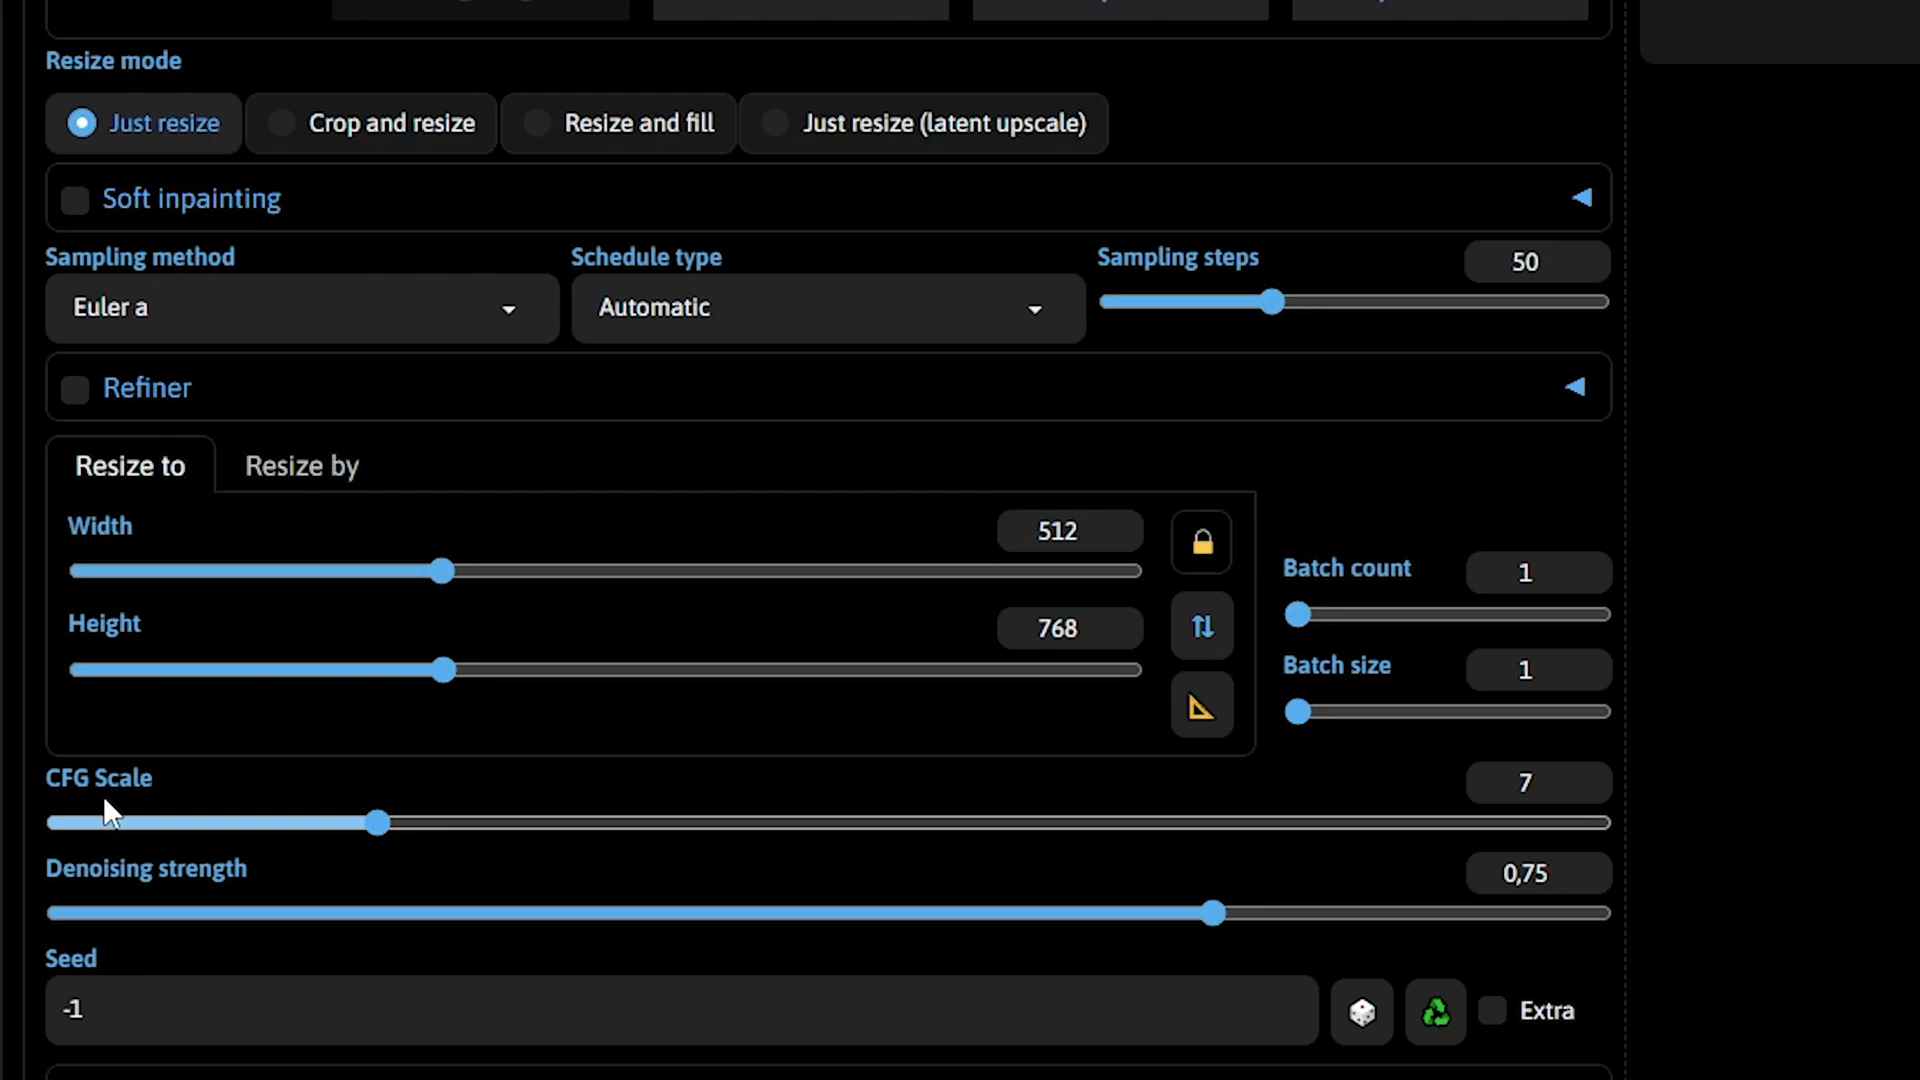 Resize mode
Just resize Crop and resize Resize and fill Just resize (latent upscale)
Soft inpainting
Sampling method Schedule type Sampling steps 50
Euler a Automatic
Refiner
Resize to Resize by
Width 512
Height 768
Batch count 1
Batch size 1
CFG Scale 7
Denoising strength 0,75
Seed
-1
Extra